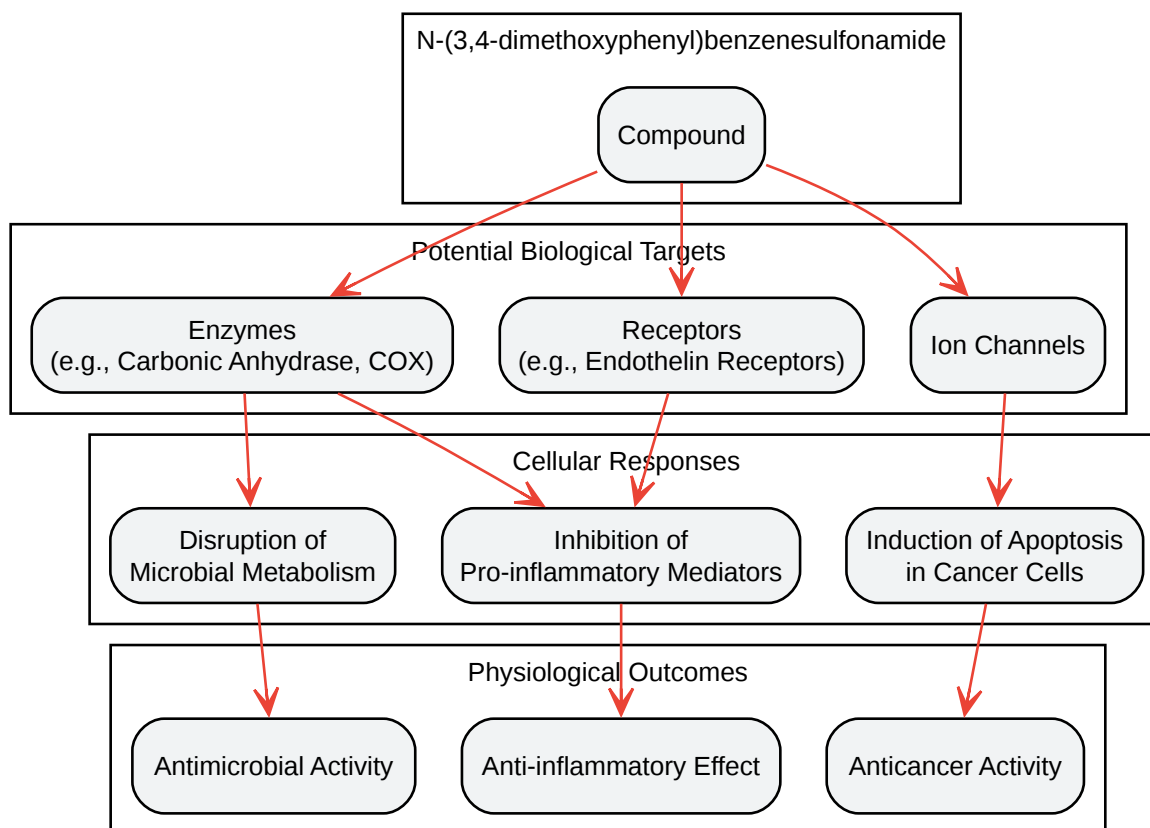 N-(3,4-dimethoxyphenyl)benzenesulfonamide
Compound
Potential Biological Targets
Enzymes
(e.g., Carbonic Anhydrase, COX)
Receptors
(e.g., Endothelin Receptors)
Ion Channels
Cellular Responses
Disruption of
Microbial Metabolism
Inhibition of
Pro-inflammatory Mediators
Induction of Apoptosis
in Cancer Cells
Physiological Outcomes
Antimicrobial Activity
Anti-inflammatory Effect
Anticancer Activity